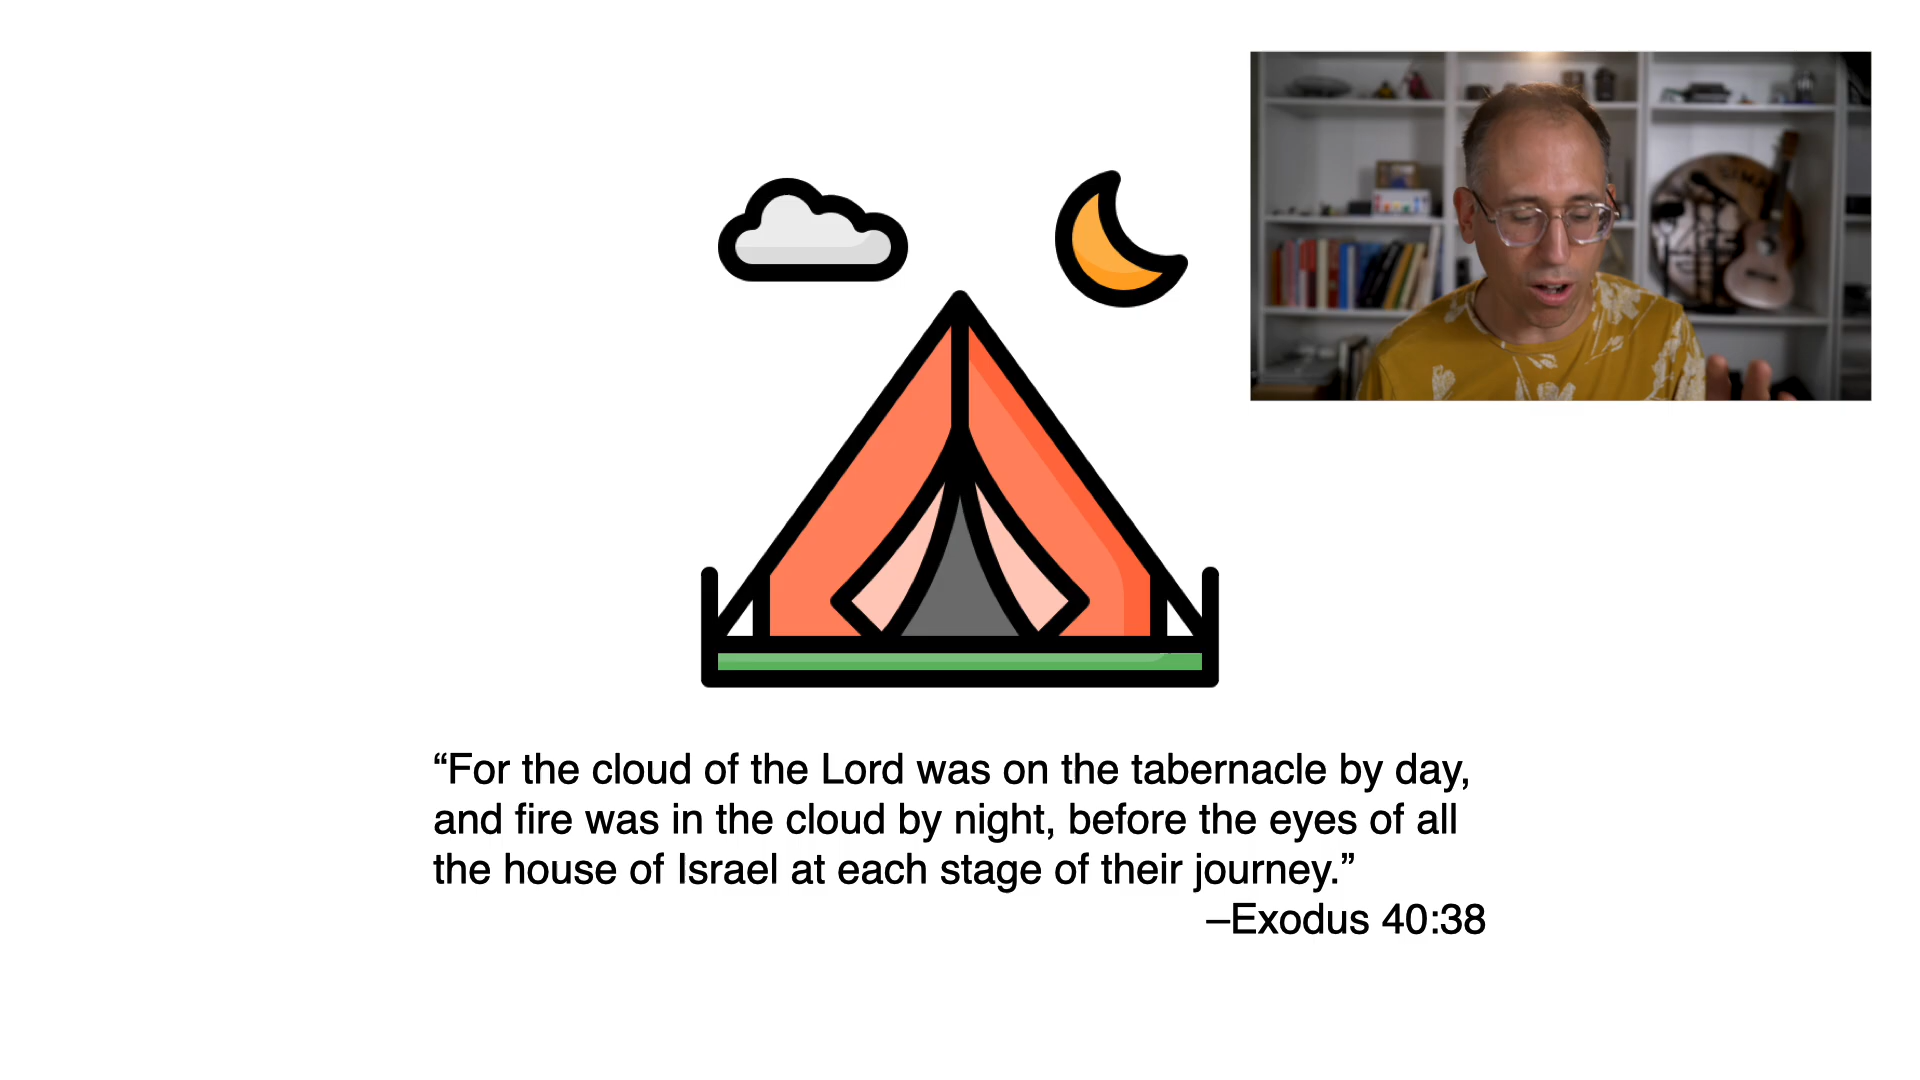 “For the cloud of the Lord was on the tabernacle by day,
and fire was in the cloud by night, before the eyes of all
the house of Israel at each stage of their journey.”
–Exodus 40:38